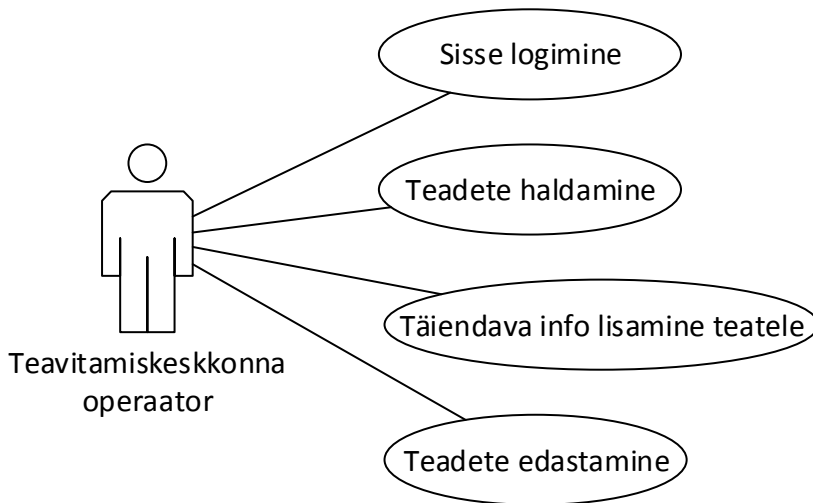 Sisse logimine
Teadete haldamine
Täiendava info lisamine teatele
Teavitamiskeskkonna
operaator
Teadete edastamine